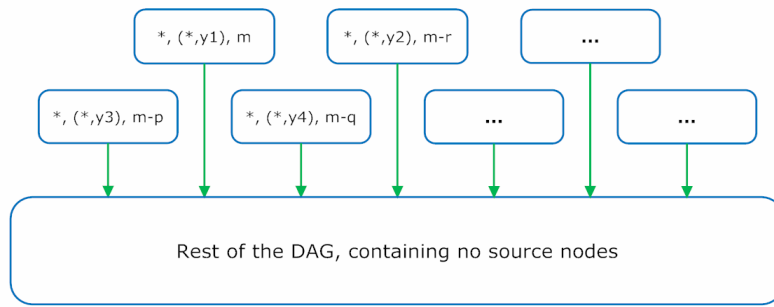 *, (*,y1), m
*, (*,y2), m-r
...
*, (*,y3), m-p
*, (*,y4), m-q
...
...
Rest of the DAG, containing no source nodes